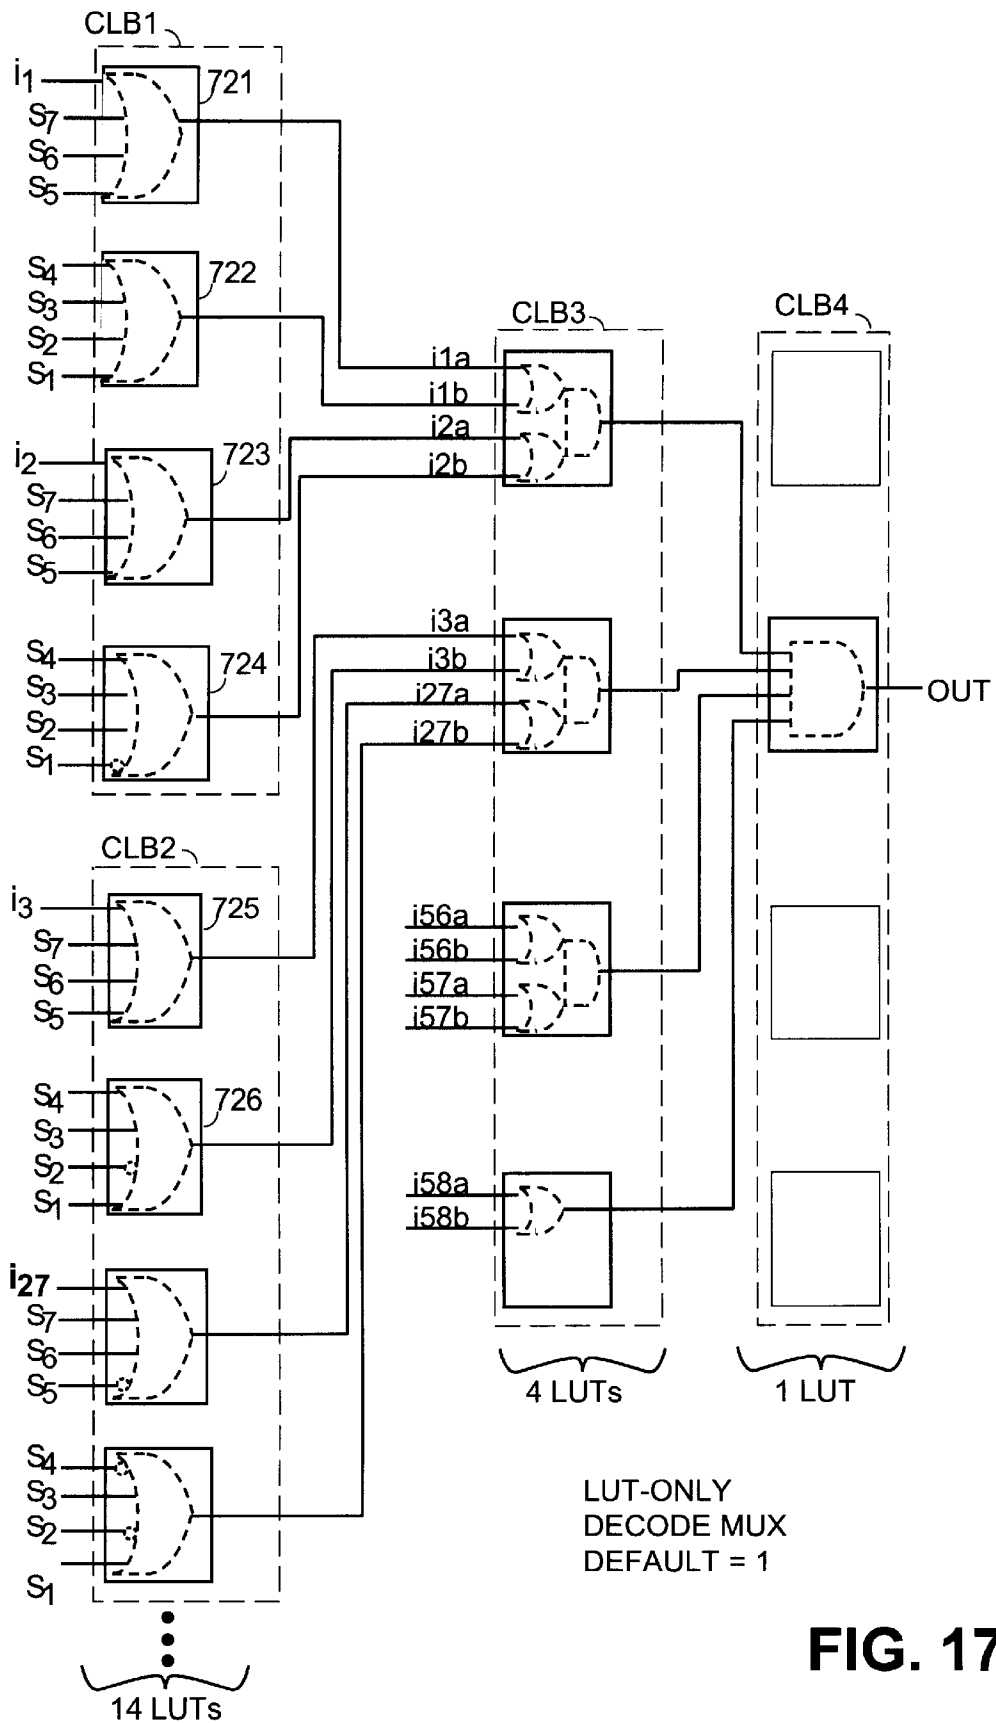 CLB1
i1
S7
S6
S5
721
S4
S3
S2
S1
722
i2
S7
S6
S5
723
S4
S3
S2
S1
724
CLB2
i3
S7
S6
S5
725
S4
S3
S2
S1
726
i27
S7
S6
S5
S4
S3
S2
S1
14 LUTs
CLB3
i1a
i1b
i2a
i2b
i3a
i3b
i27a
i27b
i56a
i56b
i57a
i57b
i58a
i58b
4 LUTs
CLB4
OUT
1 LUT
LUT-ONLY
DECODE MUX
DEFAULT = 1
FIG. 17